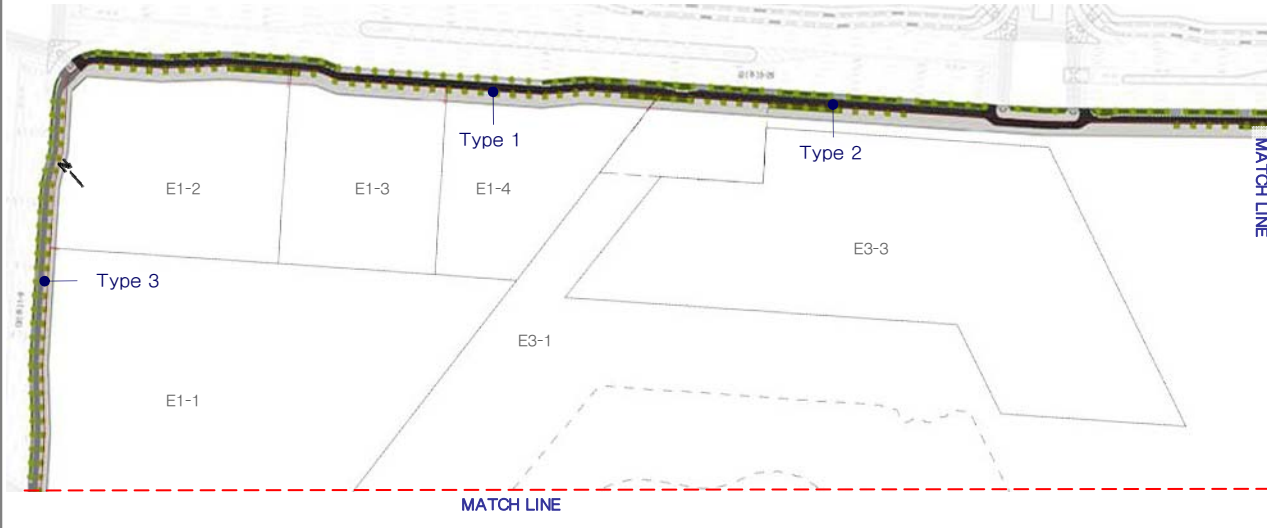 Type 1
Type 2
MATCH LINE
E1-2
E1-3
E1-4
E3-3
Type 3
E3-1
E1-1
MATCH LINE